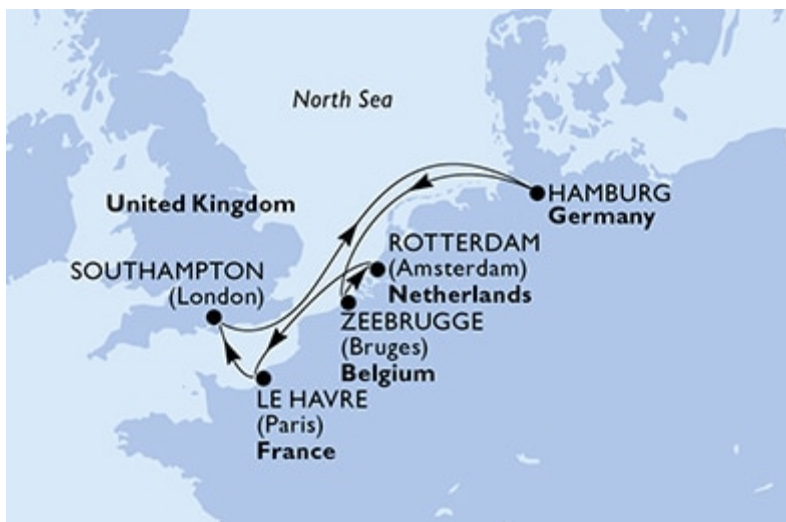 North Sea
United Kingdom
HAMBURG
Germany
ROTTERDAM
(Amsterdam)
Netherlands
SOUTHAMPTON
(London)
ZEEBRUGGE
(Bruges)
Belgium
LE HAVRE
(Paris)
France